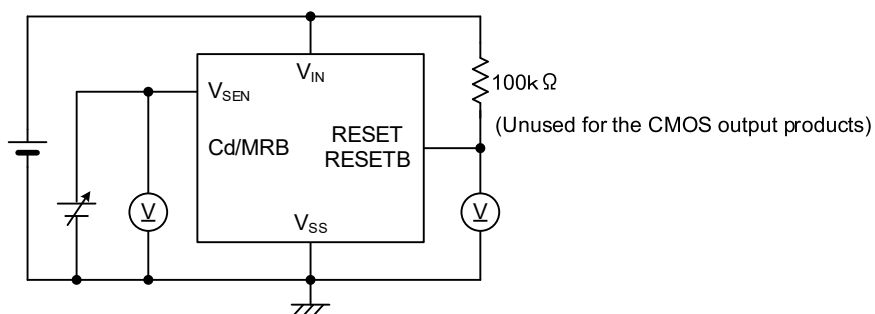 V_IN
V_SEN
100kΩ
(Unused for the CMOS output products)
Cd/MRB
RESET
RESETB
V
V
V_SS